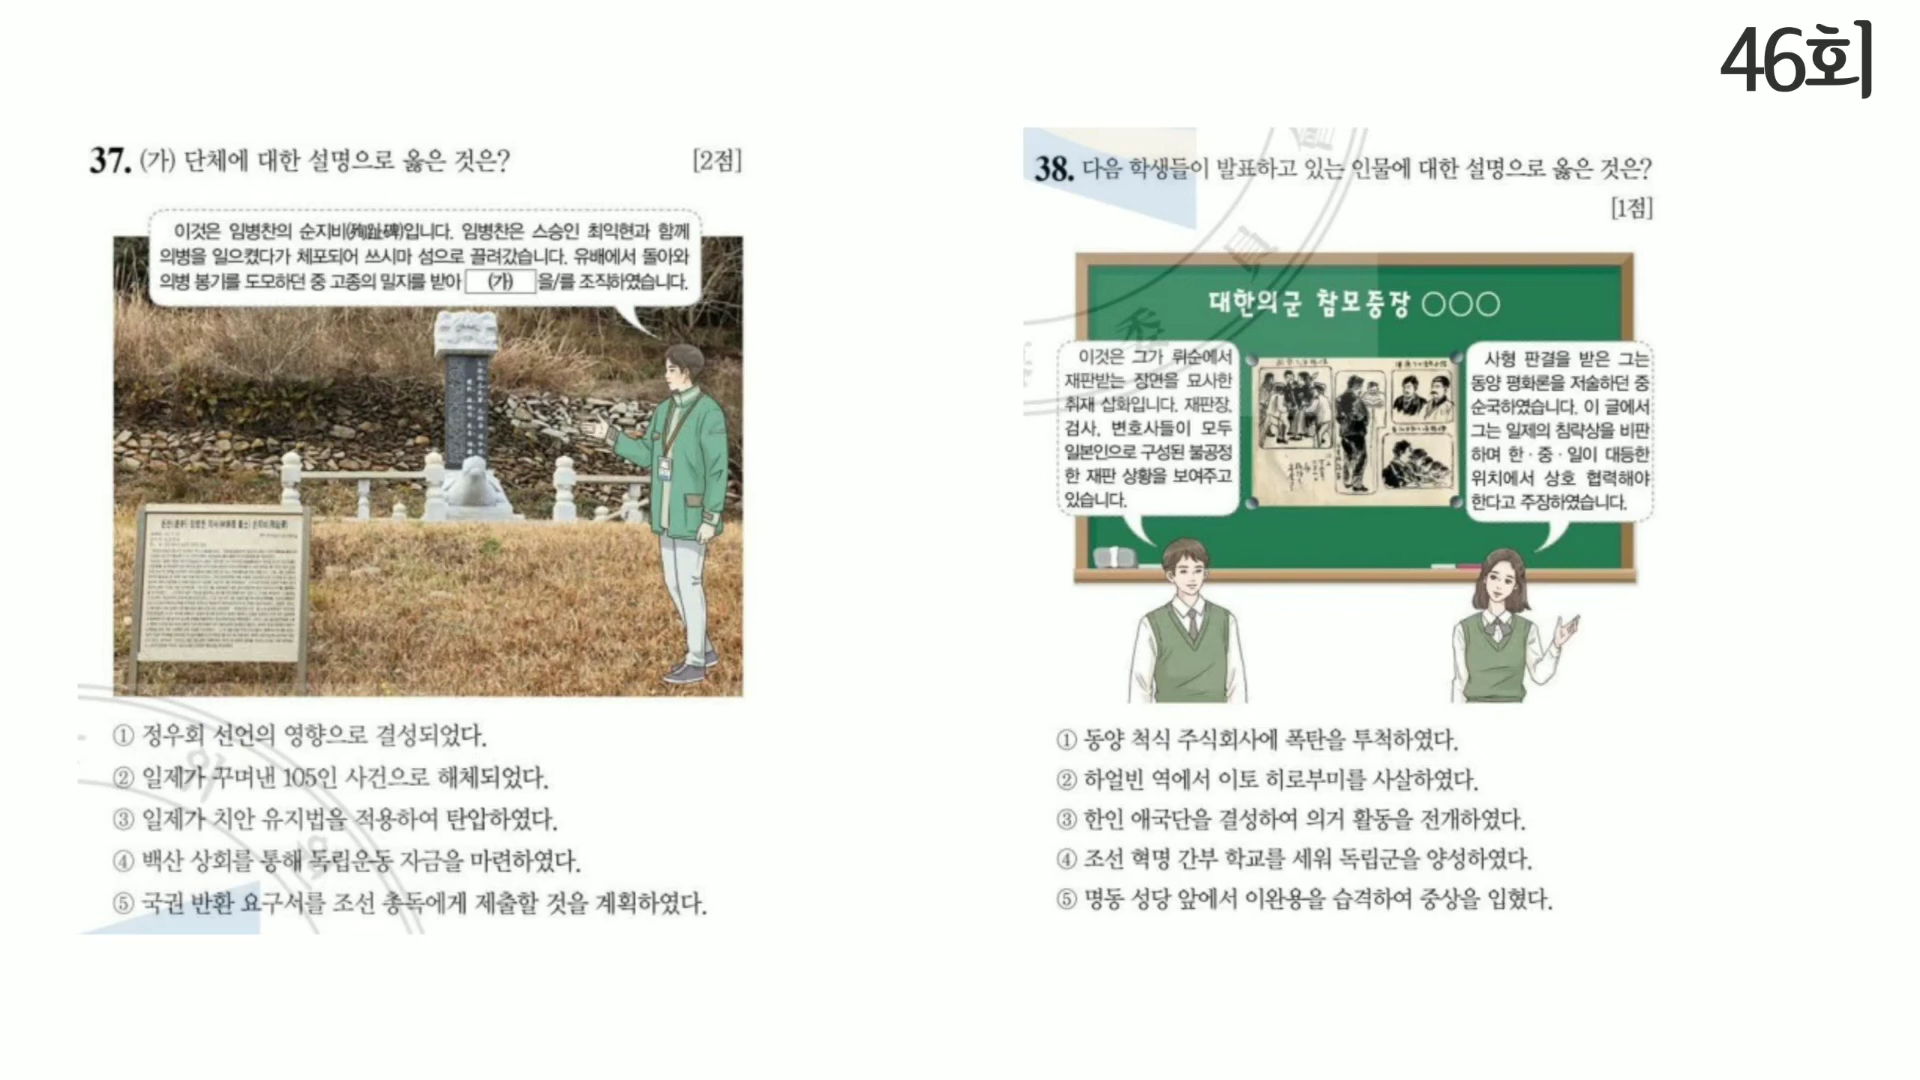 46회
37. (가) 단체에 대한 설명으로 옳은 것은? [2점]
이것은 임병찬의 순지비(殉趾碑)입니다. 임병찬은 스승인 최익현과 함께
의병을 일으켰다가 체포되어 쓰시마 섬으로 끌려갔습니다. 유배에서 돌아와
의병 봉기를 도모하던 중 고종의 밀지를 받아 (가) 을/를 조직하였습니다.
① 정우회 선언의 영향으로 결성되었다.
② 일제가 꾸며낸 105인 사건으로 해체되었다.
③ 일제가 치안 유지법을 적용하여 탄압하였다.
④ 백산 상회를 통해 독립운동 자금을 마련하였다.
⑤ 국권 반환 요구서를 조선 총독에게 제출할 것을 계획하였다.
38. 다음 학생들이 발표하고 있는 인물에 대한 설명으로 옳은 것은?
[1점]
대한의군 참모중장 ○○○
이것은 그가 뤼순에서
재판받는 장면을 묘사한
취재 삽화입니다. 재판장,
검사, 변호사들이 모두
일본인으로 구성된 불공정
한 재판 상황을 보여주고
있습니다.
사형 판결을 받은 그는
동양 평화론을 저술하던 중
순국하였습니다. 이 글에서
그는 일제의 침략상을 비판
하며 한·중·일이 대등한
위치에서 상호 협력해야
한다고 주장하였습니다.
① 동양 척식 주식회사에 폭탄을 투척하였다.
② 하얼빈 역에서 이토 히로부미를 사살하였다.
③ 한인 애국단을 결성하여 의거 활동을 전개하였다.
④ 조선 혁명 간부 학교를 세워 독립군을 양성하였다.
⑤ 명동 성당 앞에서 이완용을 습격하여 중상을 입혔다.